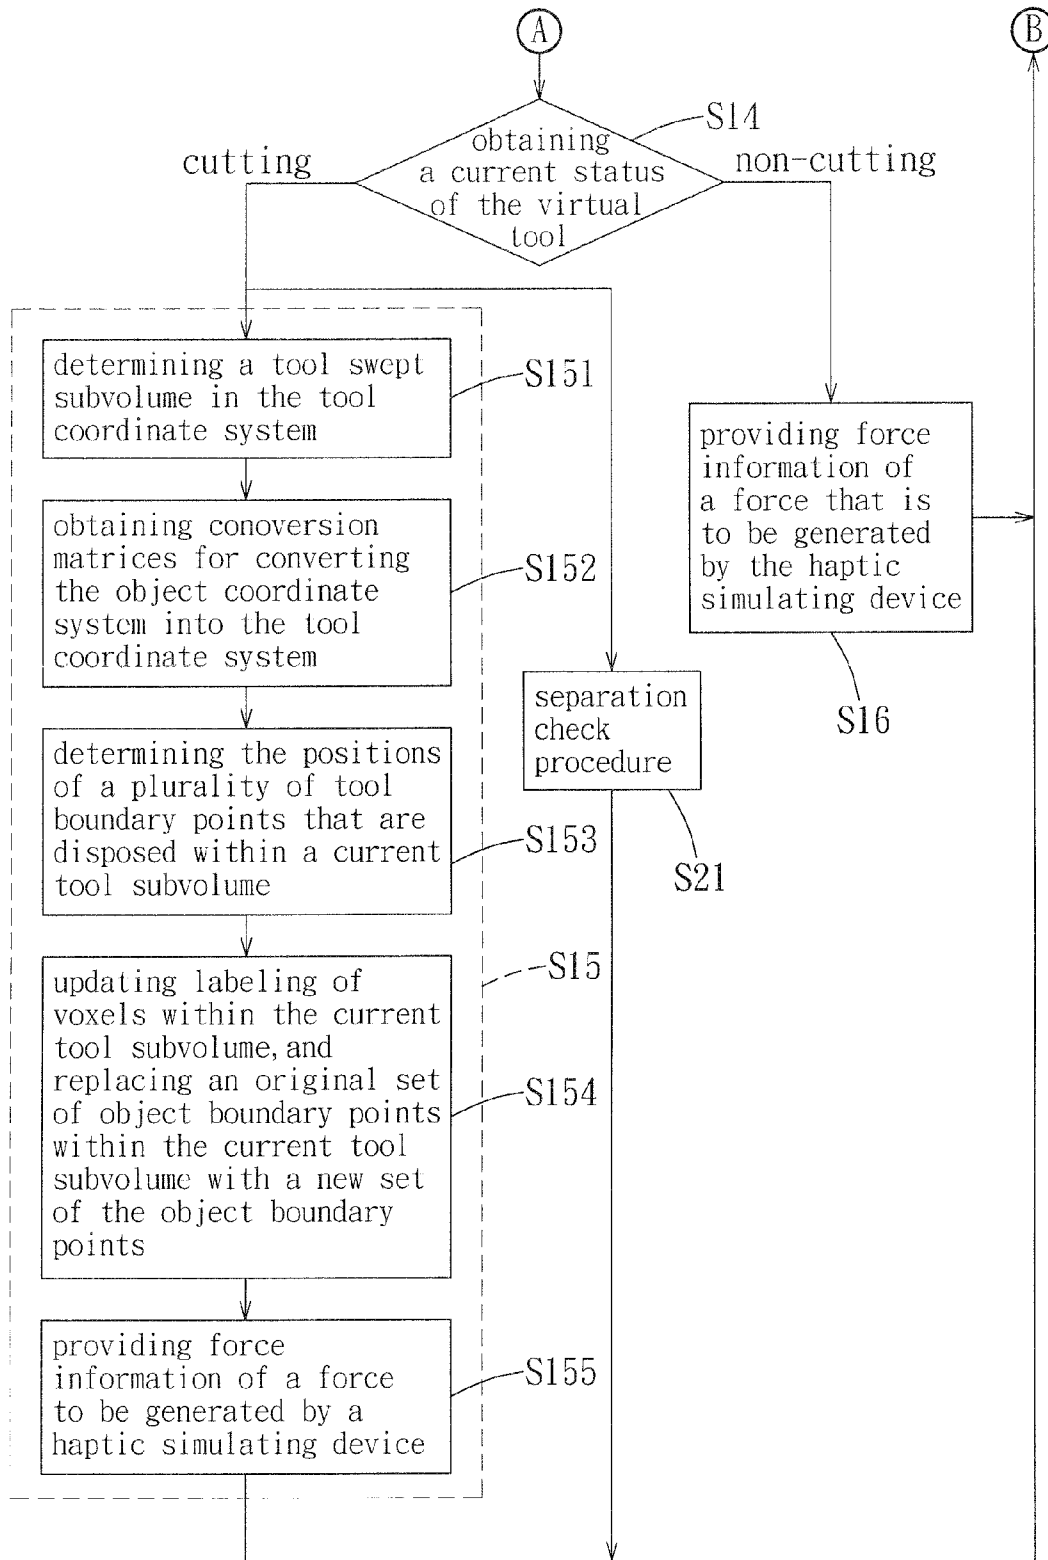 A
B
S14
obtaining
a current status
of the virtual
tool
cutting
non-cutting
determining a tool swept
subvolume in the tool
coordinate system
S151
obtaining conoversion
matrices for converting
the object coordinate
system into the tool
coordinate system
S152
providing force
information of
a force that is
to be generated
by the haptic
simulating device
S16
separation
check
procedure
S21
determining the positions
of a plurality of tool
boundary points that are
disposed within a current
tool subvolume
S153
S15
updating labeling of
voxels within the current
tool subvolume, and
replacing an original set
of object boundary points
within the current tool
subvolume with a new set
of the object boundary
points
S154
providing force
information of a force
to be generated by a
haptic simulating device
S155